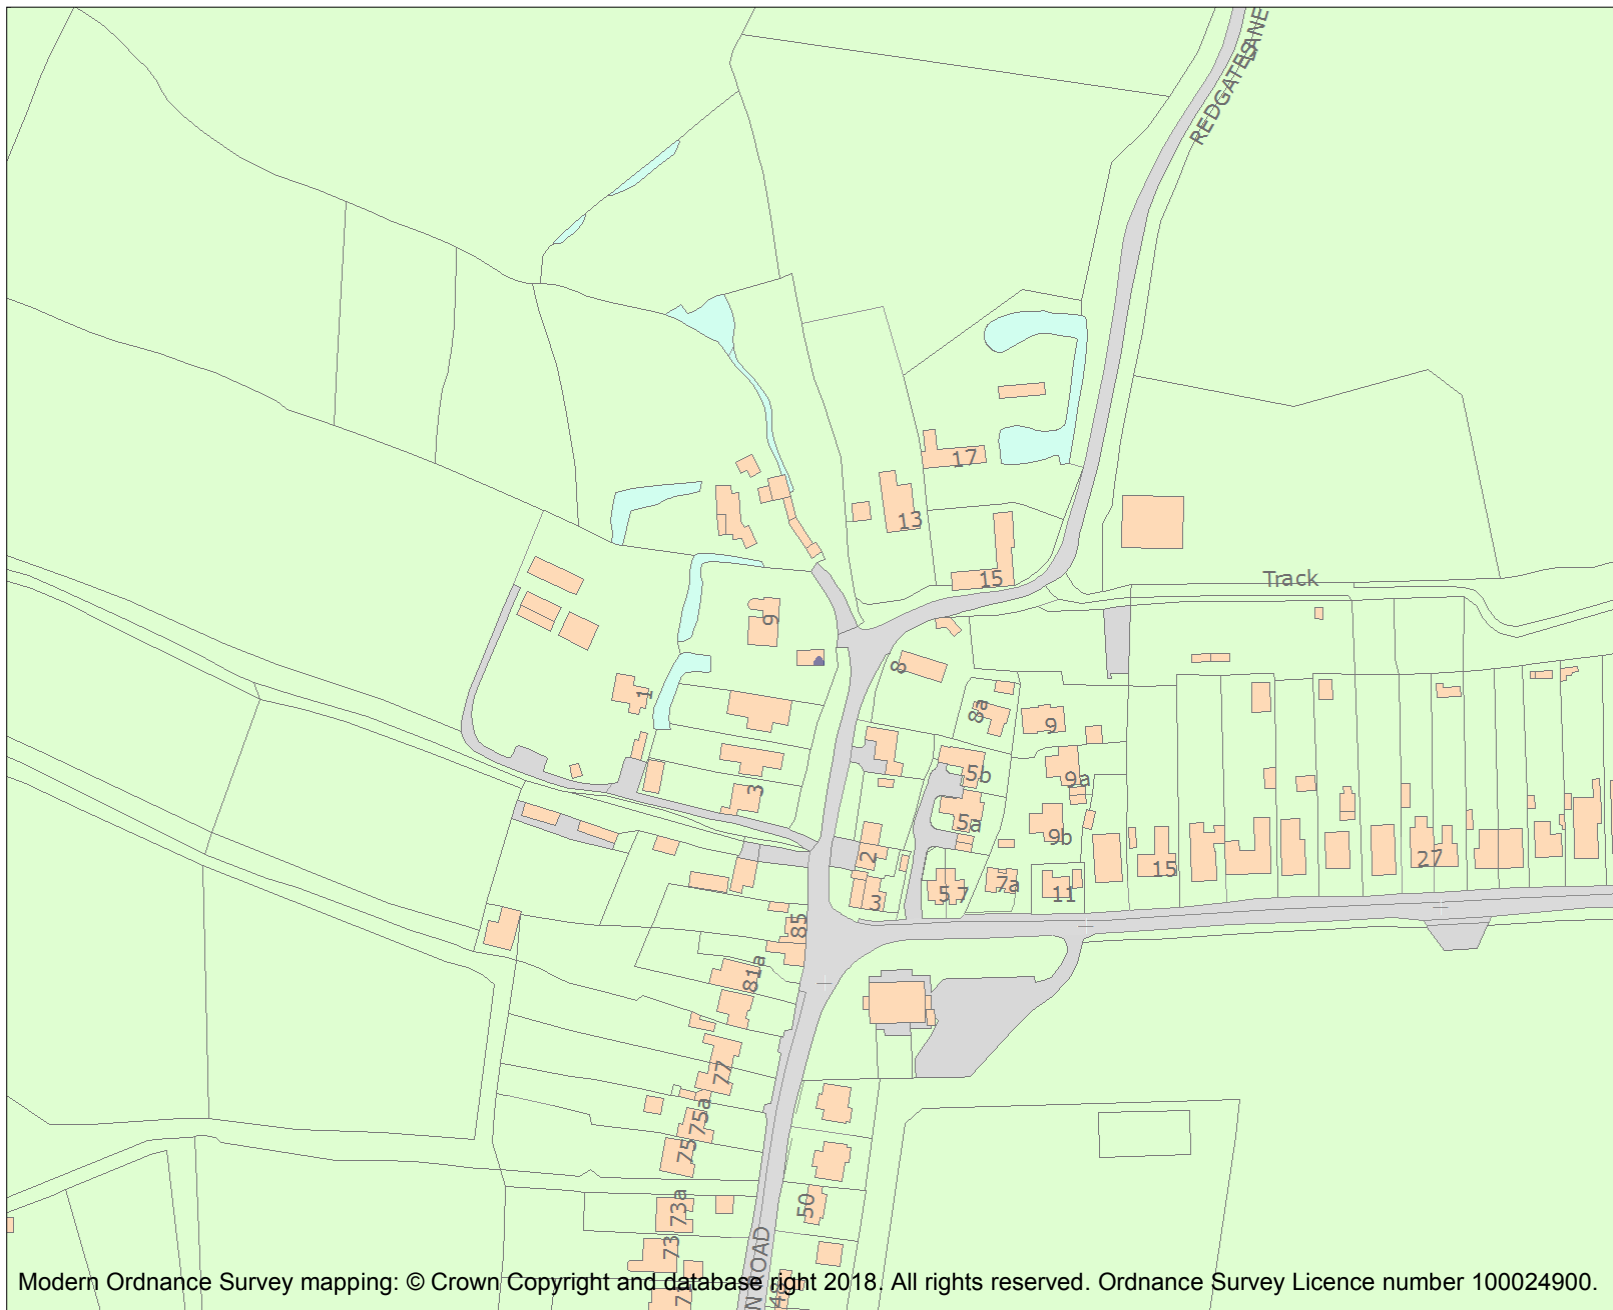 REDGATES LANE
17
13
15
Track
9
1
8
8a
9
5b
9a
3
5a
9b
2
15
27
5 7
7a
11
3
85
81a
77
75a
75
73a
50
73
N ROAD
48
Modern Ordnance Survey mapping: © Crown Copyright and database right 2018. All rights reserved. Ordnance Survey Licence number 100024900.